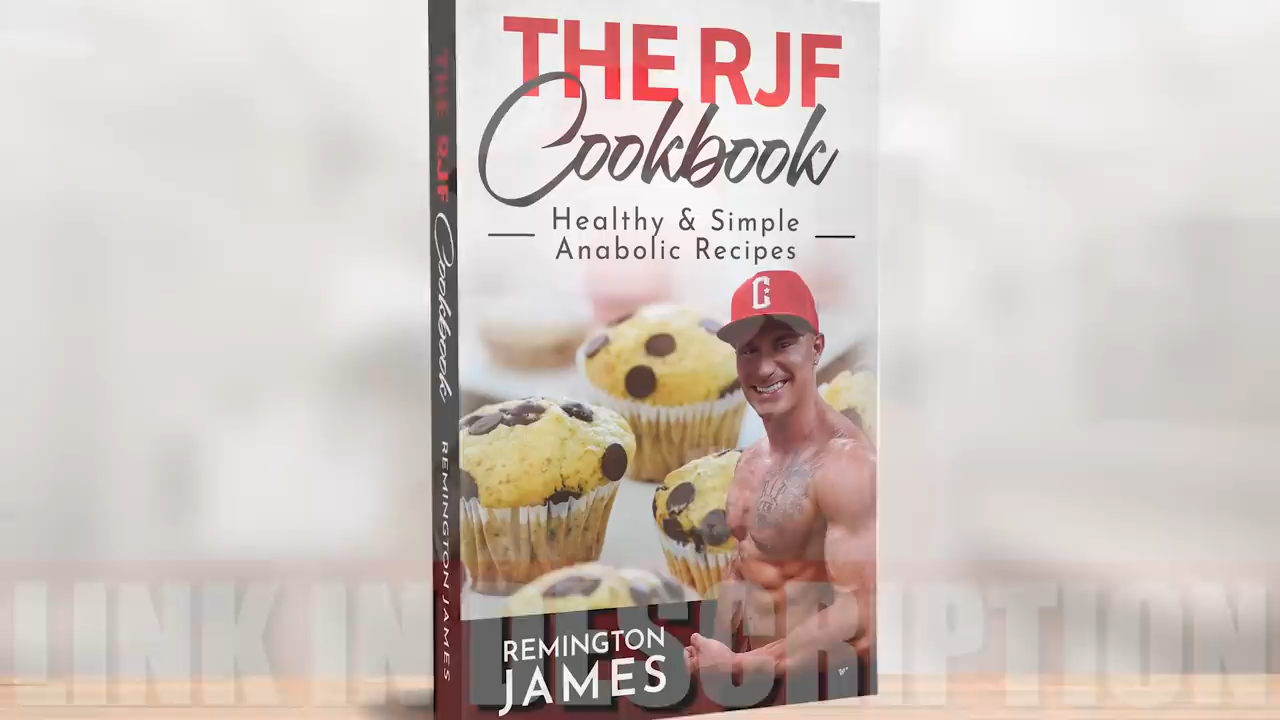 THE RJF
Cookbook
Healthy & Simple
Anabolic Recipes
C
REMINGTON
JAMES
THE RJF Cookbook REMINGTON JAMES
LINK IN DESCRIPTION